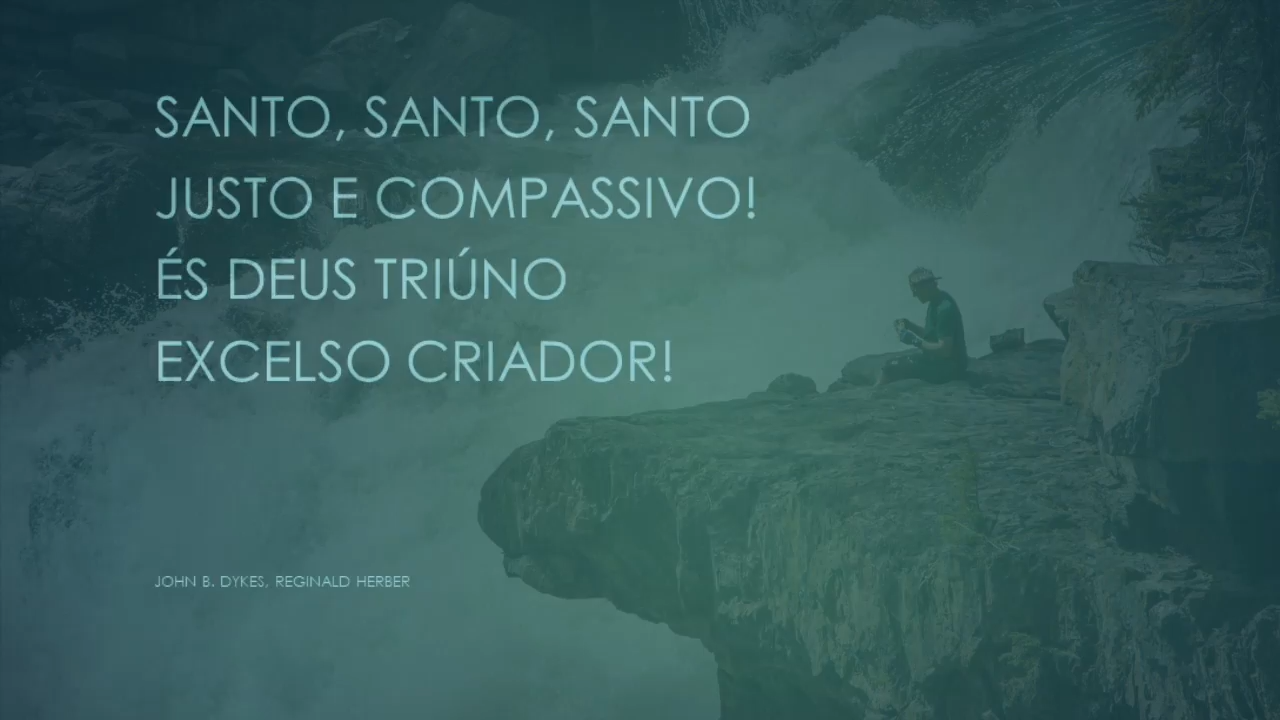 SANTO, SANTO, SANTO
JUSTO E COMPASSIVO!
ÉS DEUS TRIÚNO
EXCELSO CRIADOR!
JOHN B. DYKES, REGINALD HERBER